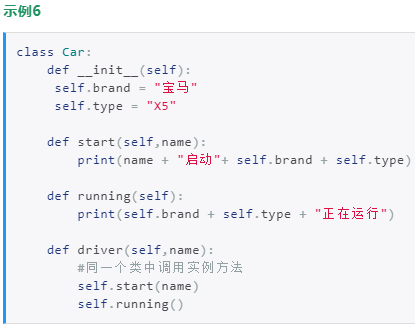 示例6
class Car:
    def __init__(self):
     self.brand = "宝马"
     self.type = "X5"

    def start(self,name):
        print(name + "启动"+ self.brand + self.type)

    def running(self):
        print(self.brand + self.type + "正在运行")

    def driver(self,name):
        #同一个类中调用实例方法
        self.start(name)
        self.running()